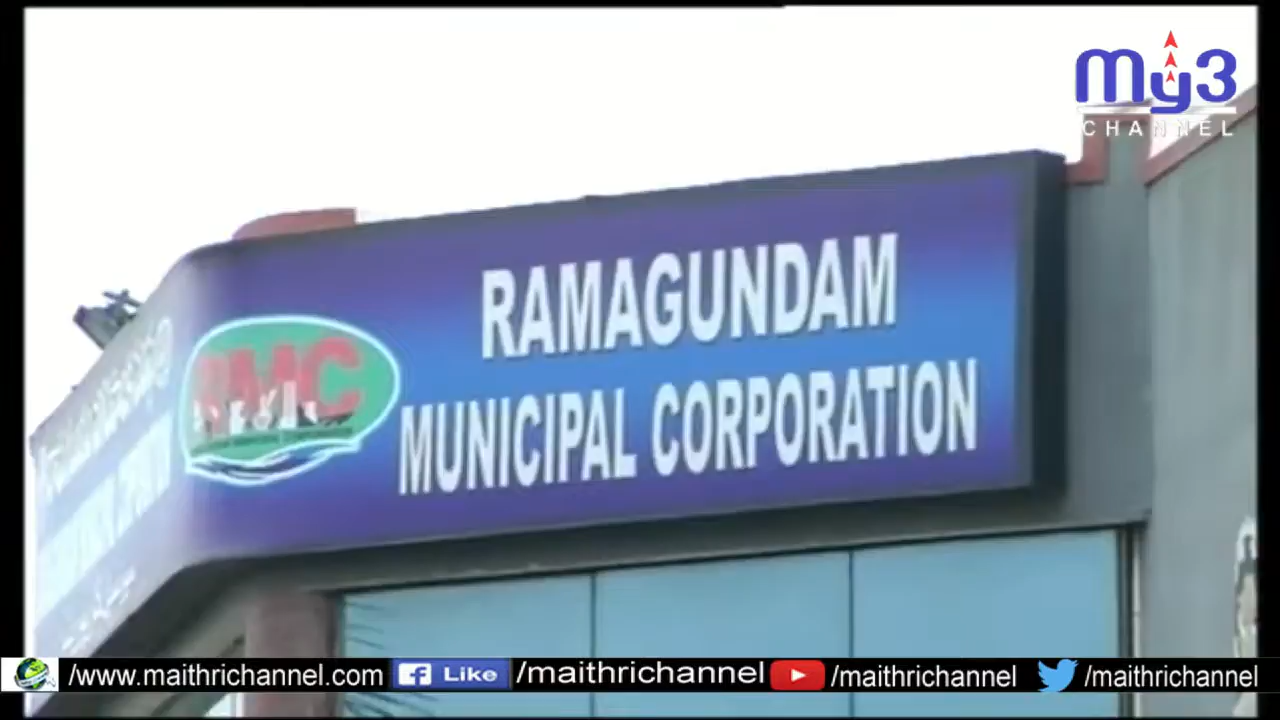 My3
CHANNEL
RAMAGUNDAM
MUNICIPAL CORPORATION
RMC
/www.maithrichannel.com
Like
/maithrichannel
/maithrichannel
/maithrichannel